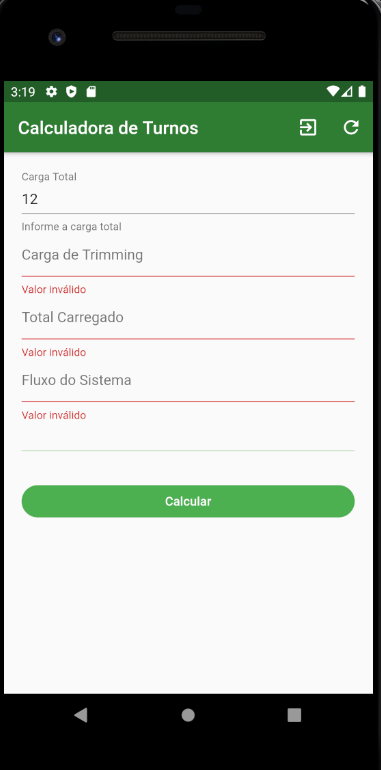 3:19
Calculadora de Turnos
Carga Total
12
Informe a carga total
Carga de Trimming
Valor inválido
Total Carregado
Valor inválido
Fluxo do Sistema
Valor inválido
Calcular